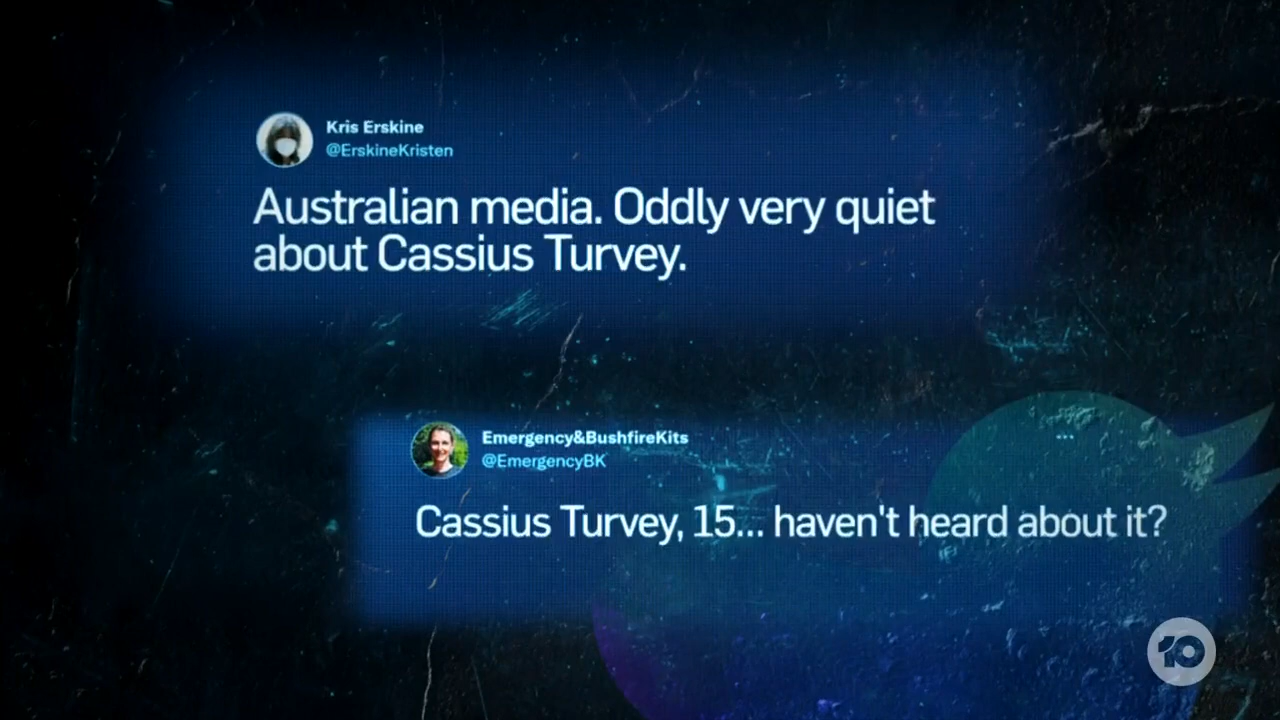 Kris Erskine
@ErskineKristen
Australian media. Oddly very quiet
about Cassius Turvey.
Emergency&BushfireKits
@EmergencyBK
...
Cassius Turvey, 15... haven't heard about it?
10